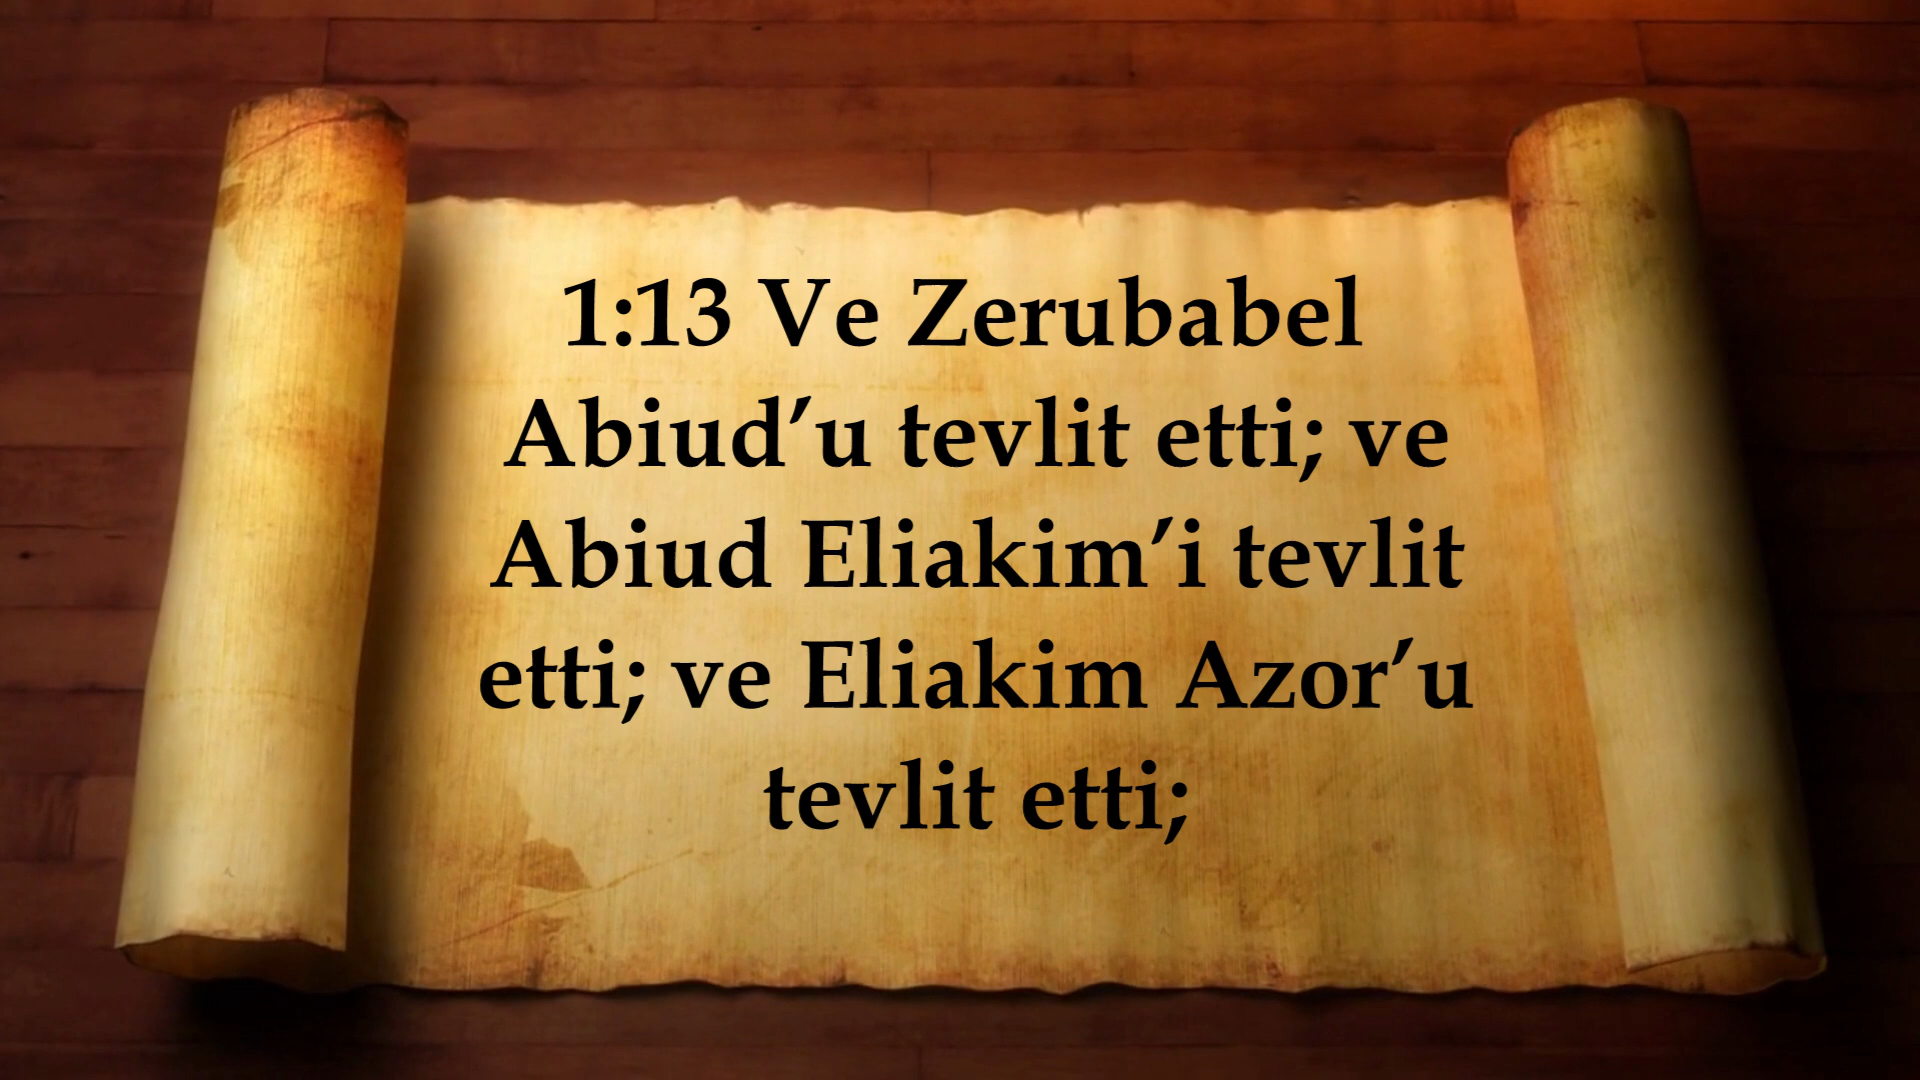 1:13 Ve Zerubabel
Abiud’u tevlit etti; ve
Abiud Eliakim’i tevlit
etti; ve Eliakim Azor’u
tevlit etti;